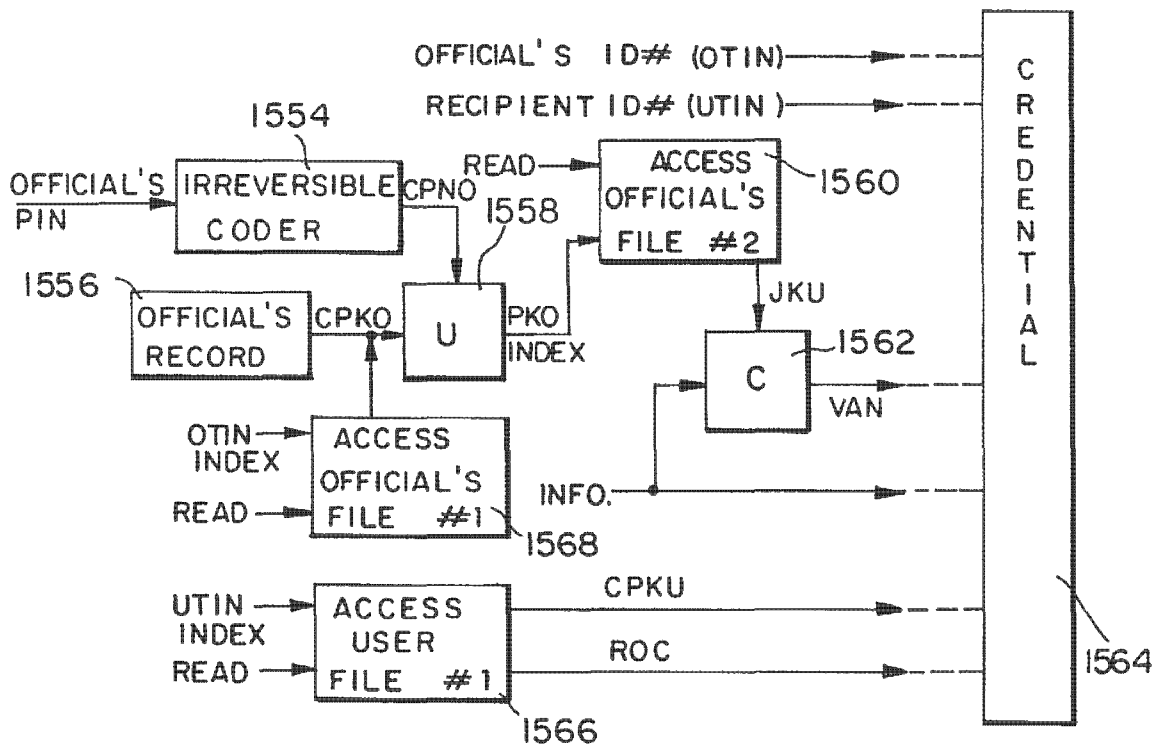 OFFICIAL'S ID# (OTIN)
RECIPIENT ID# (UTIN )
CREDENTIAL
1554
OFFICIAL'S
PIN
IRREVERSIBLE
CODER
CPNO
1558
READ
ACCESS
OFFICIAL'S
FILE #2
1560
1556
OFFICIAL'S
RECORD
CPKO
U
PKO
INDEX
JKU
C
1562
VAN
OTIN
INDEX
READ
ACCESS
OFFICIAL'S
FILE #1
1568
INFO.
UTIN
INDEX
READ
ACCESS
USER
FILE #1
1566
CPKU
ROC
1564